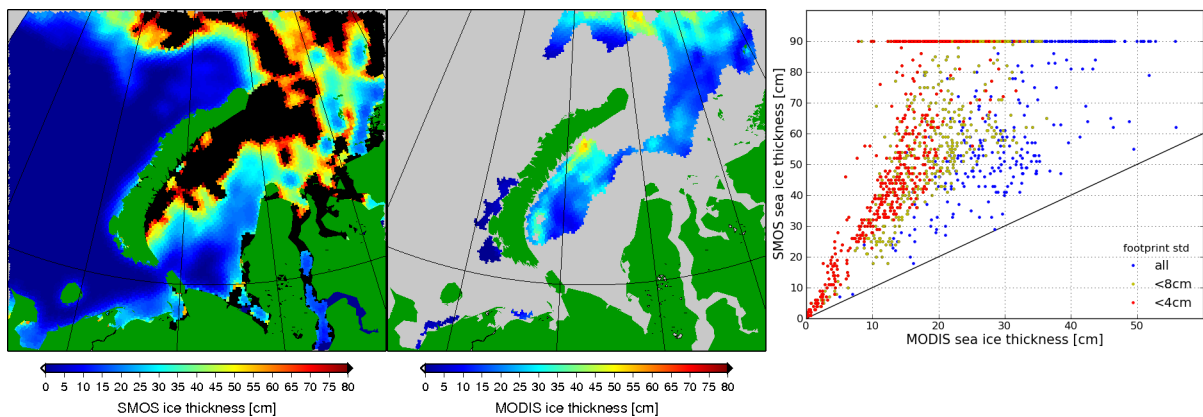 0 5 10 15 20 25 30 35 40 45 50 55 60 65 70 75 80
SMOS ice thickness [cm]
0 5 10 15 20 25 30 35 40 45 50 55 60 65 70 75 80
MODIS ice thickness [cm]
SMOS sea ice thickness [cm]
90
80
70
60
50
40
30
20
10
0
footprint std
all
<8cm
<4cm
0 10 20 30 40 50
MODIS sea ice thickness [cm]